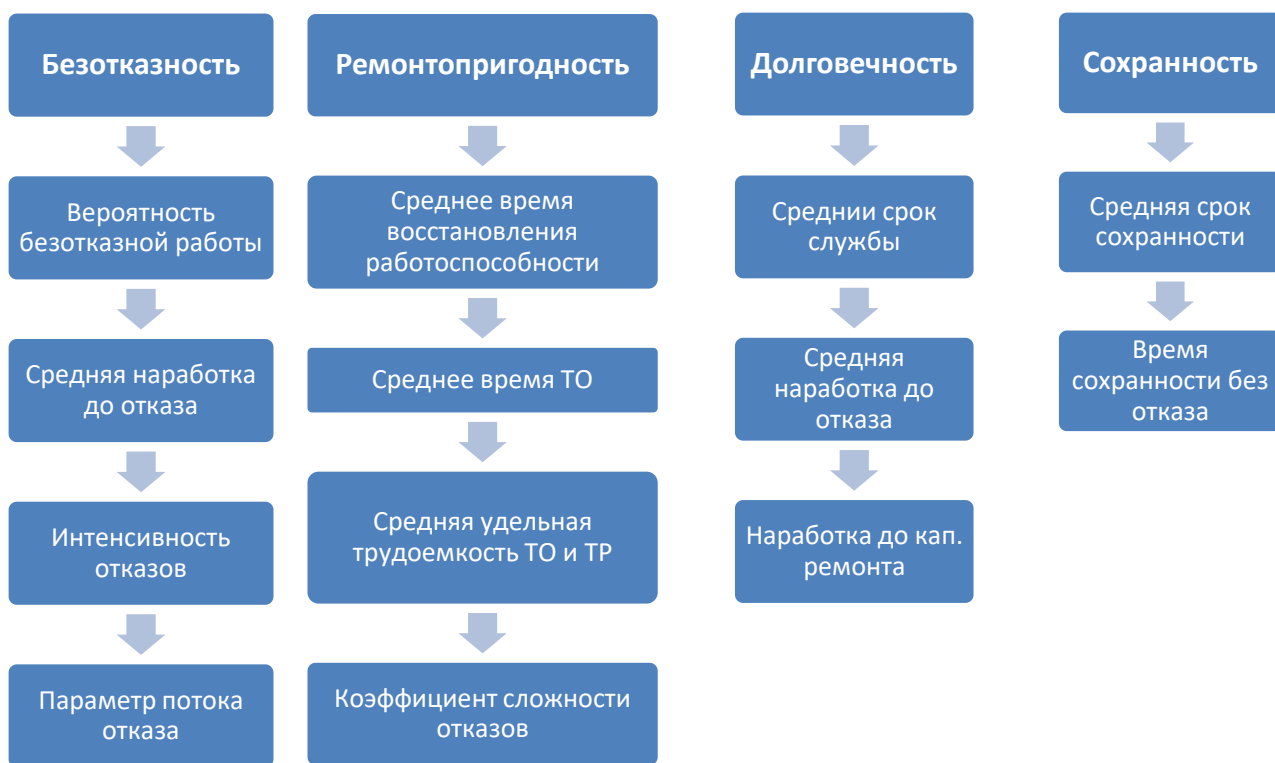 Безотказность
Вероятность
безотказной работы
Средняя наработка
до отказа
Интенсивность
отказов
Параметр потока
отказа
Ремонтопригодность
Среднее время
восстановления
работоспособности
Среднее время ТО
Средняя удельная
трудоемкость ТО и ТР
Коэффициент сложности
отказов
Долговечность
Среднии срок
службы
Средняя
наработка до
отказа
Наработка до кап.
ремонта
Сохранность
Средняя срок
сохранности
Время
сохранности без
отказа